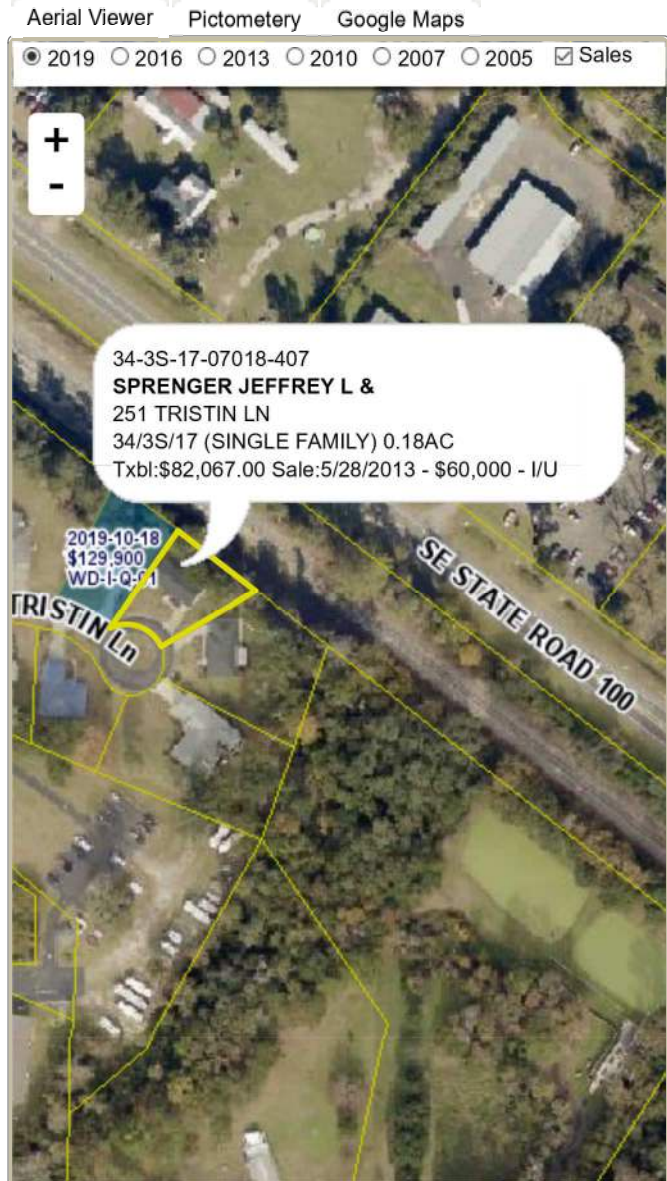 Aerial Viewer Pictometery Google Maps
2019 2016 2013 2010 2007 2005 Sales
+
-
34-3S-17-07018-407
SPRENGER JEFFREY L &
251 TRISTIN LN
34/3S/17 (SINGLE FAMILY) 0.18AC
Txbl:$82,067.00 Sale:5/28/2013 - $60,000 - I/U
2019-10-18
$129,900
WD-I-Q-01
TRISTIN Ln
SE STATE ROAD 100